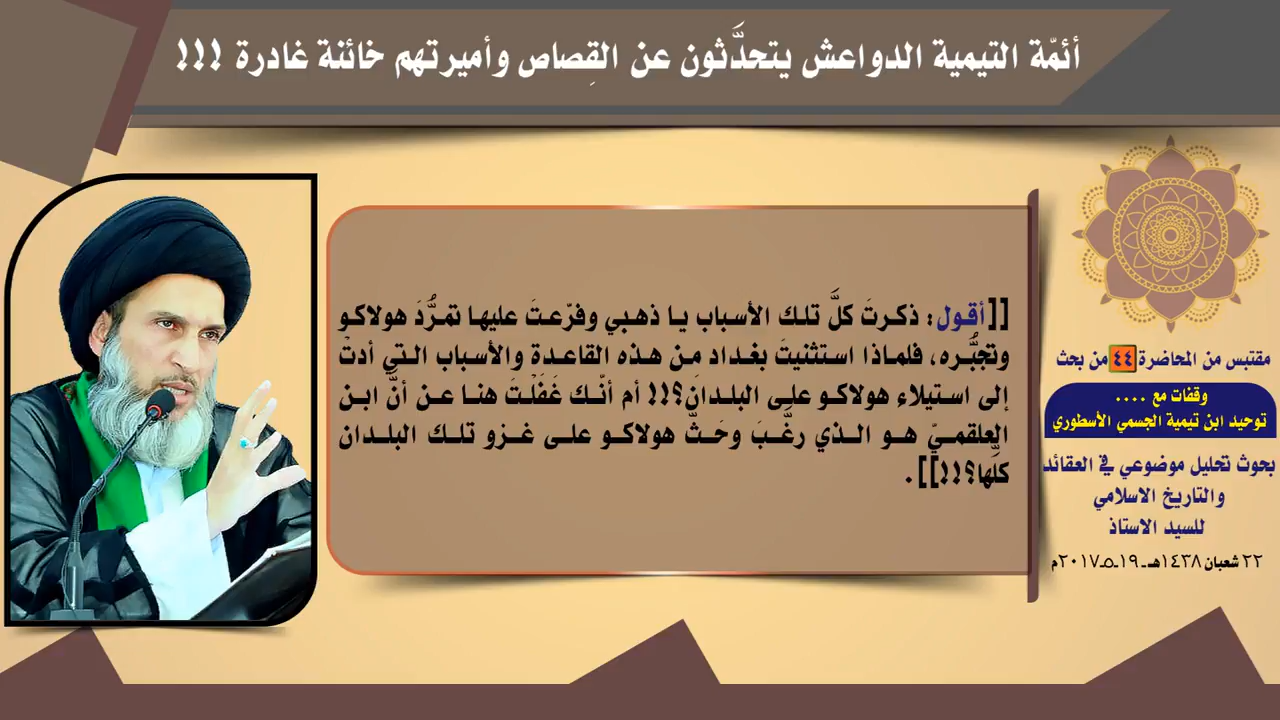 أئمّة التيمية الدواعش يتحدَّثون عن القِصاص وأميرتهم خائنة غادرة !!!
[[أقول: ذكرتَ كلَّ تلك الأسباب يا ذهبي وفرّعتَ عليها تمرُّدَ هولاكو
وتجبُّره، فلماذا استثنيتَ بغداد من هذه القاعدة والأسباب التي أدتْ
إلى استيلاء هولاكو على البلدان؟!! أم أنّك غَفَلْتَ هنا عن أنَّ ابن
العلقميّ هو الذي رغَّبَ وحَثَّ هولاكو على غزو تلك البلدان
كلِّها؟!!]].
مقتبس من المحاضرة ٤٤ من بحث
وقفات مع ....
توحيد ابن تيمية الجسمي الأسطوري
بحوث تحليل موضوعي في العقائد
والتاريخ الاسلامي
للسيد الاستاذ
٢٢ شعبان ١٤٣٨هـ-١٩-٥-٢٠١٧م